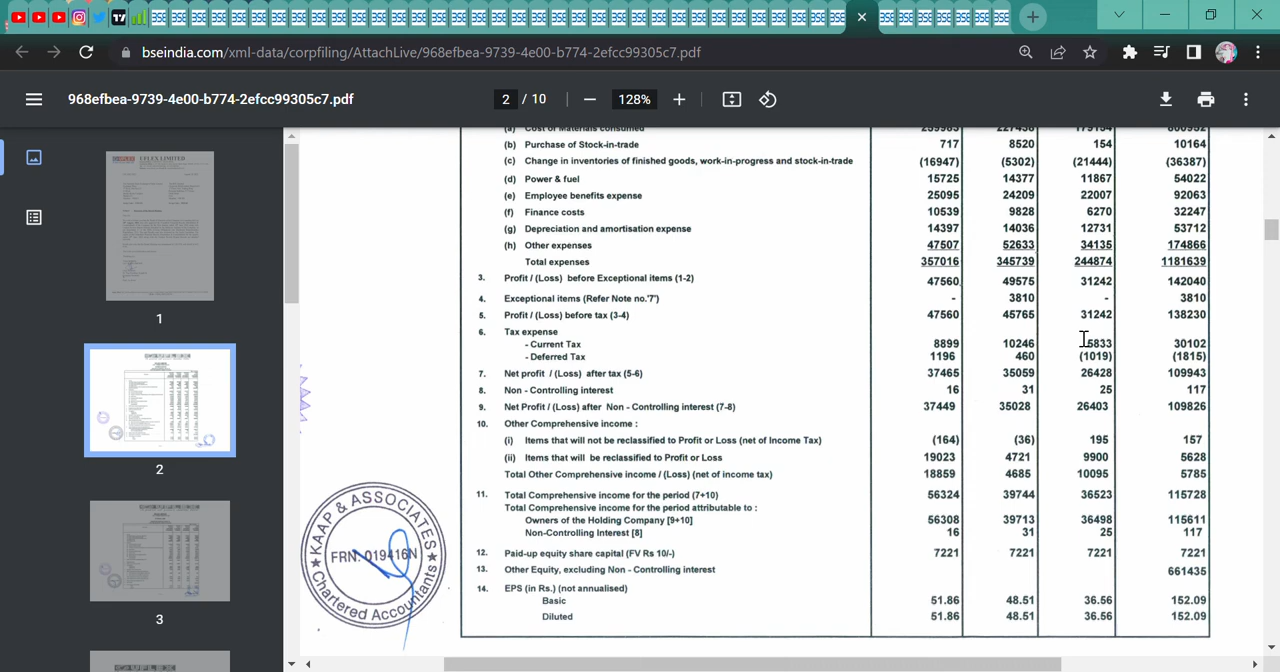 bseindia.com/xml-data/corpfiling/AttachLive/968efbea-9739-4e00-b774-2efcc99305c7.pdf
968efbea-9739-4e00-b774-2efcc99305c7.pdf 2 / 10 128%
(a) Cost of Materials consumed 259983 227438 179154 800952
(b) Purchase of Stock-in-trade 717 8520 154 10164
(c) Change in inventories of finished goods, work-in-progress and stock-in-trade (16947) (5302) (21444) (36387)
(d) Power & fuel 15725 14377 11867 54022
(e) Employee benefits expense 25095 24209 22007 92063
(f) Finance costs 10539 9828 6270 32247
(g) Depreciation and amortisation expense 14397 14036 12731 53712
(h) Other expenses 47507 52633 34135 174866
Total expenses 357016 345739 244874 1181639
3. Profit / (Loss) before Exceptional items (1-2) 47560 49575 31242 142040
4. Exceptional items (Refer Note no.'7') - 3810 - 3810
5. Profit / (Loss) before tax (3-4) 47560 45765 31242 138230
6. Tax expense
- Current Tax 8899 10246 5833 30102
- Deferred Tax 1196 460 (1019) (1815)
7. Net profit / (Loss) after tax (5-6) 37465 35059 26428 109943
8. Non - Controlling interest 16 31 25 117
9. Net Profit / (Loss) after Non - Controlling interest (7-8) 37449 35028 26403 109826
10. Other Comprehensive income :
(i) Items that will not be reclassified to Profit or Loss (net of Income Tax) (164) (36) 195 157
(ii) Items that will be reclassified to Profit or Loss 19023 4721 9900 5628
Total Other Comprehensive income / (Loss) (net of income tax) 18859 4685 10095 5785
11. Total Comprehensive income for the period (7+10) 56324 39744 36523 115728
Total Comprehensive income for the period attributable to :
Owners of the Holding Company [9+10] 56308 39713 36498 115611
Non-Controlling Interest [8] 16 31 25 117
12. Paid-up equity share capital (FV Rs 10/-) 7221 7221 7221 7221
13. Other Equity, excluding Non - Controlling interest 661435
14. EPS (in Rs.) (not annualised)
Basic 51.86 48.51 36.56 152.09
Diluted 51.86 48.51 36.56 152.09
KAAP & ASSOCIATES
FRN. 019416N
Chartered Accountants
1
2
3